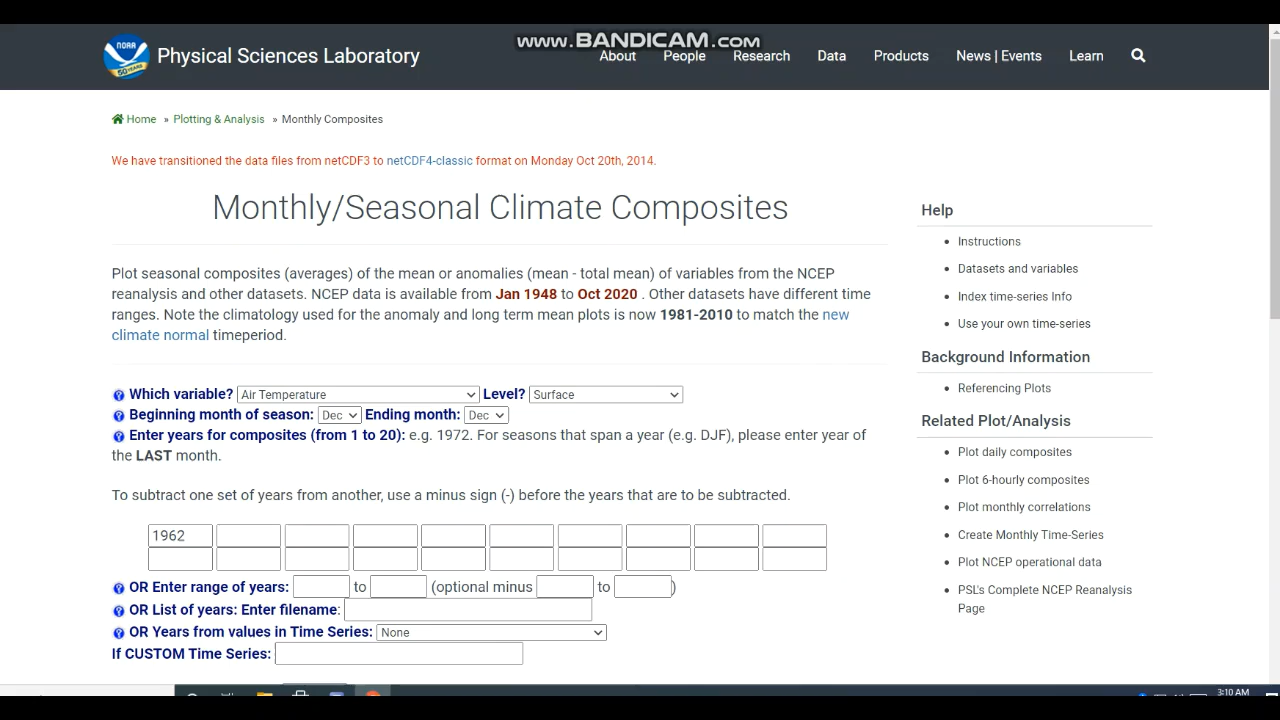 www.BANDICAM.com
NOAA
50 YEARS
Physical Sciences Laboratory
About People Research Data Products News | Events Learn
Home » Plotting & Analysis » Monthly Composites
We have transitioned the data files from netCDF3 to netCDF4-classic format on Monday Oct 20th, 2014.
Monthly/Seasonal Climate Composites
Plot seasonal composites (averages) of the mean or anomalies (mean - total mean) of variables from the NCEP
reanalysis and other datasets. NCEP data is available from Jan 1948 to Oct 2020 . Other datasets have different time
ranges. Note the climatology used for the anomaly and long term mean plots is now 1981-2010 to match the new
climate normal timeperiod.
Which variable? Air Temperature Level? Surface
Beginning month of season: Dec Ending month: Dec
Enter years for composites (from 1 to 20): e.g. 1972. For seasons that span a year (e.g. DJF), please enter year of
the LAST month.
To subtract one set of years from another, use a minus sign (-) before the years that are to be subtracted.
1962
OR Enter range of years: to (optional minus to )
OR List of years: Enter filename:
OR Years from values in Time Series: None
If CUSTOM Time Series:
Help
Instructions
Datasets and variables
Index time-series Info
Use your own time-series
Background Information
Referencing Plots
Related Plot/Analysis
Plot daily composites
Plot 6-hourly composites
Plot monthly correlations
Create Monthly Time-Series
Plot NCEP operational data
PSL's Complete NCEP Reanalysis
Page
3:10 AM